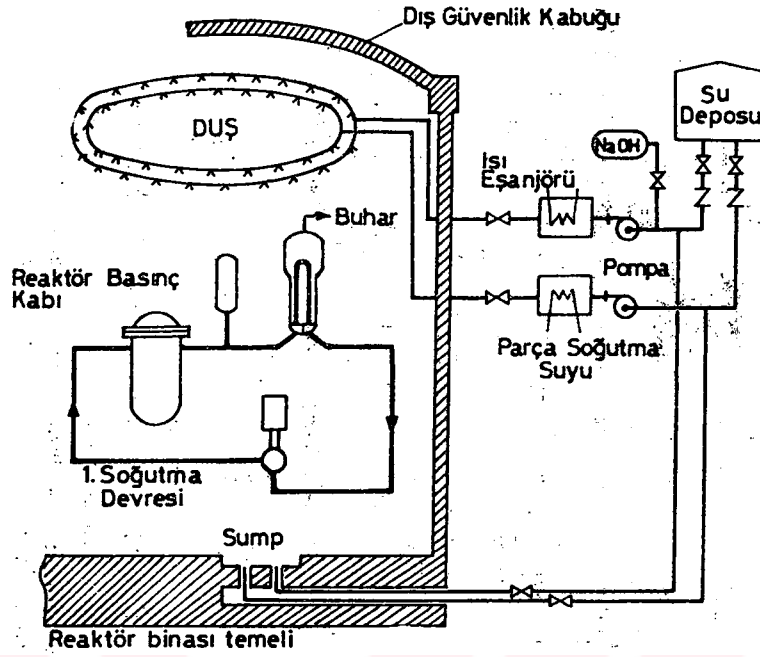 Dış Güvenlik Kabuğu
DUŞ
Su
Deposu
NaOH
Isı
Eşanjörü
Buhar
Reaktör Basınç
Kabı
Pompa
Parça Soğutma
Suyu
1. Soğutma
Devresi
Sump
Reaktör binası temeli